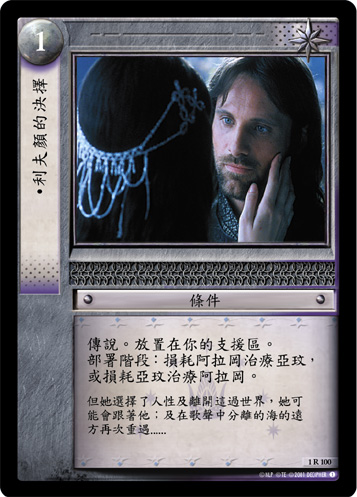 1
•利夫顏的決擇
條件
傳說。放置在你的支援區。
部署階段：損耗阿拉岡治療亞玟，
或損耗亞玟治療阿拉岡。
但她選擇了人性及離開這過世界，她可
能會跟著他；及在歌聲中分離的海的遠
方再次重遇......
1 R 100